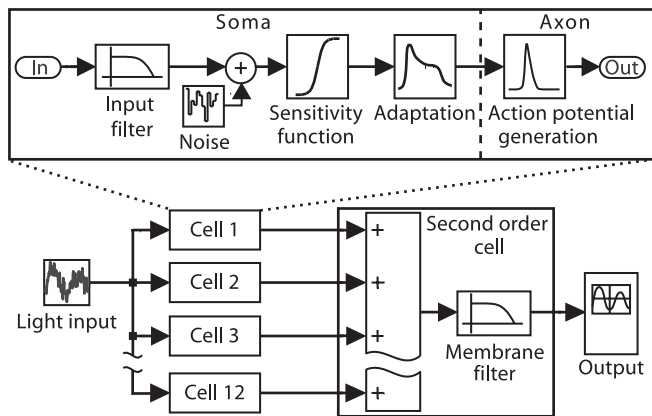 Soma
Axon
In
+
Out
Input
filter
Noise
Sensitivity
function
Adaptation
Action potential
generation
Cell 1
+
Second order
cell
Cell 2
+
Light input
Cell 3
+
Membrane
filter
Output
Cell 12
+